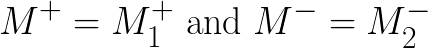 $M^+ = M_1^+$ and $M^- = M_2^-$